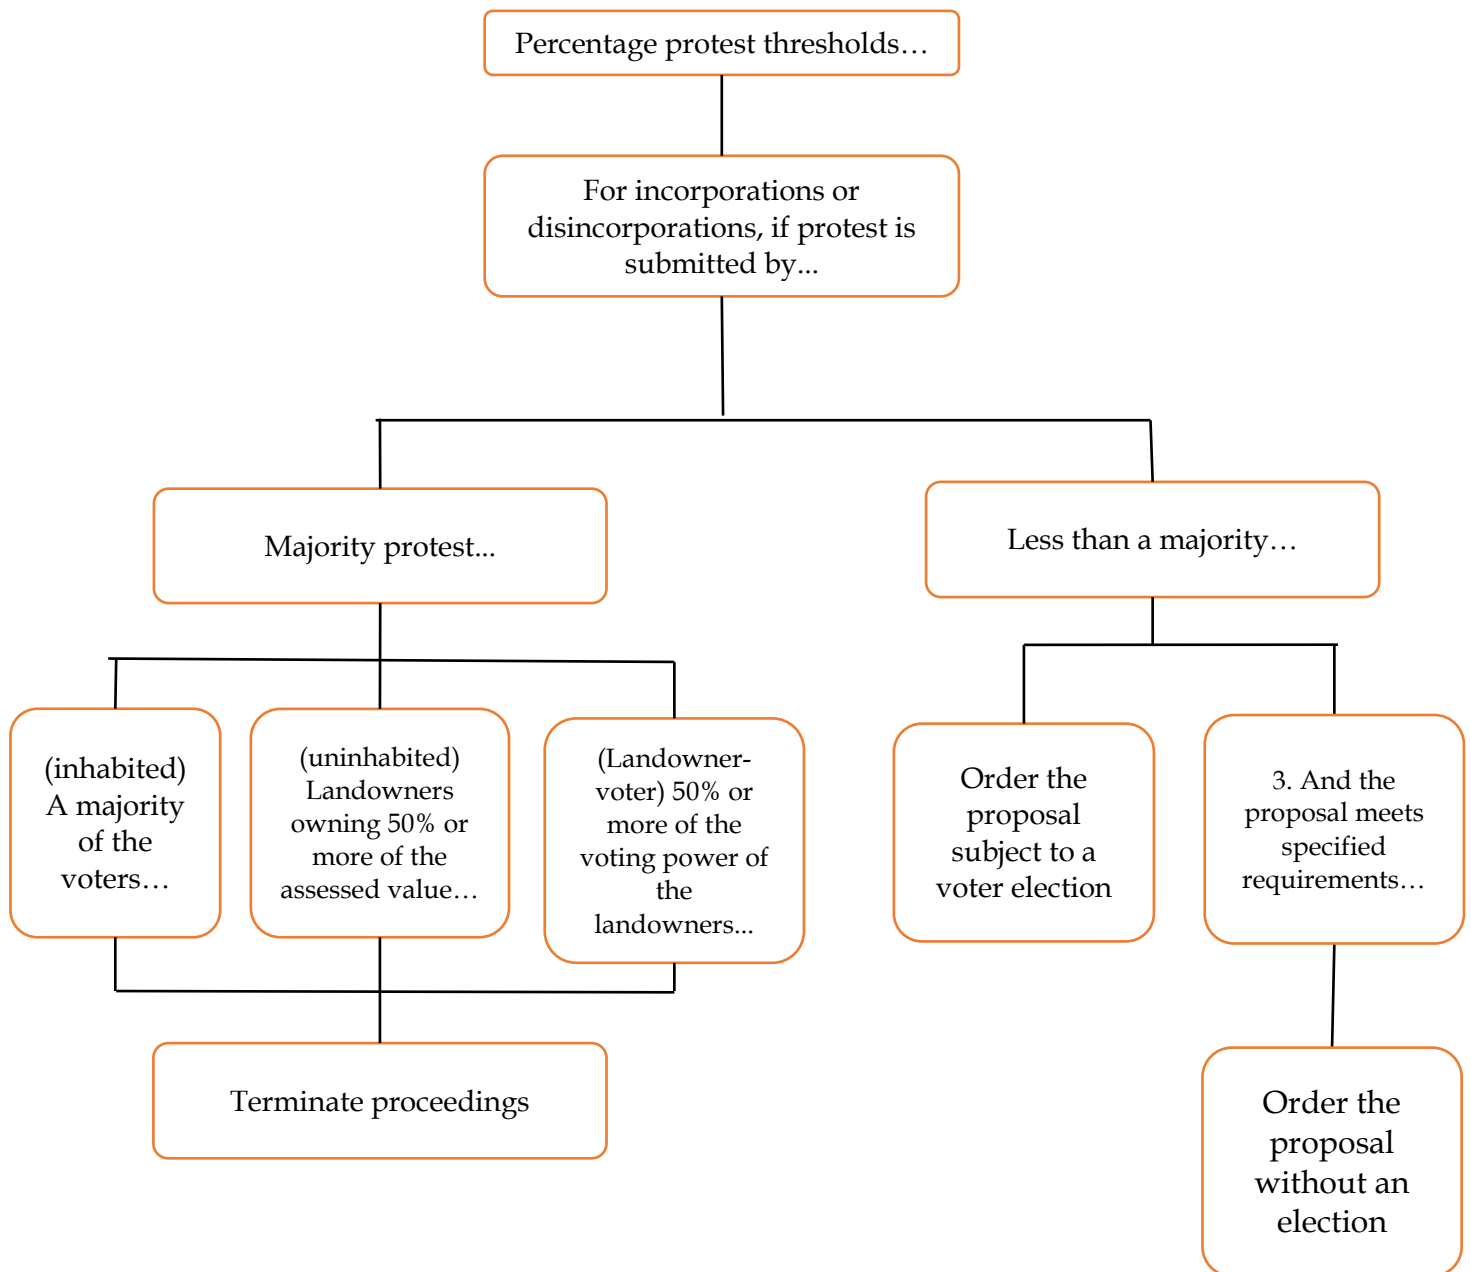 Percentage protest thresholds…
For incorporations or
disincorporations, if protest is
submitted by...
Majority protest...
Less than a majority…
(inhabited)
A majority
of the
voters…
(uninhabited)
Landowners
owning 50% or
more of the
assessed value…
(Landowner-
voter) 50% or
more of the
voting power of
the
landowners...
Order the
proposal
subject to a
voter election
3. And the
proposal meets
specified
requirements…
Terminate proceedings
Order the
proposal
without an
election